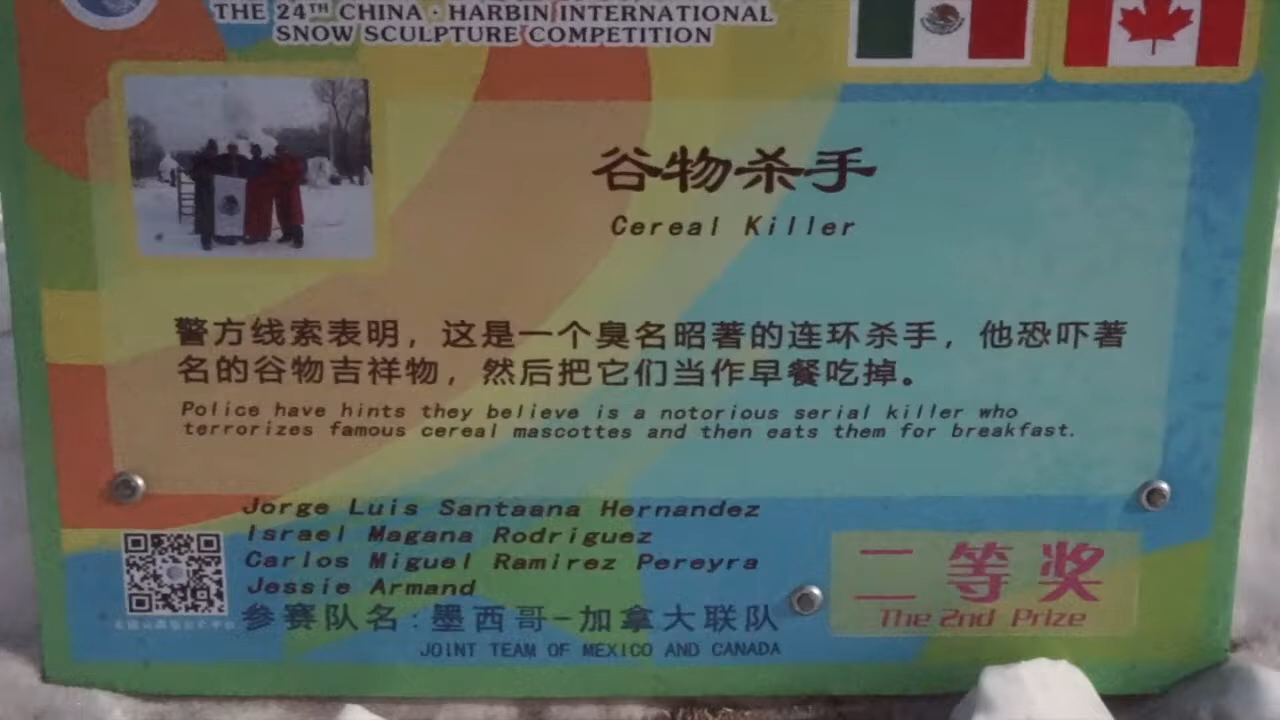 THE 24TH CHINA · HARBIN INTERNATIONAL
SNOW SCULPTURE COMPETITION
谷物杀手
Cereal Killer
警方线索表明，这是一个臭名昭著的连环杀手，他恐吓著
名的谷物吉祥物，然后把它们当作早餐吃掉。
Police have hints they believe is a notorious serial killer who
terrorizes famous cereal mascottes and then eats them for breakfast.
Jorge Luis Santaana Hernandez
Israel Magana Rodriguez
Carlos Miguel Ramirez Pereyra
Jessie Armand
参赛队名:墨西哥-加拿大联队
JOINT TEAM OF MEXICO AND CANADA
二等奖
The 2nd Prize